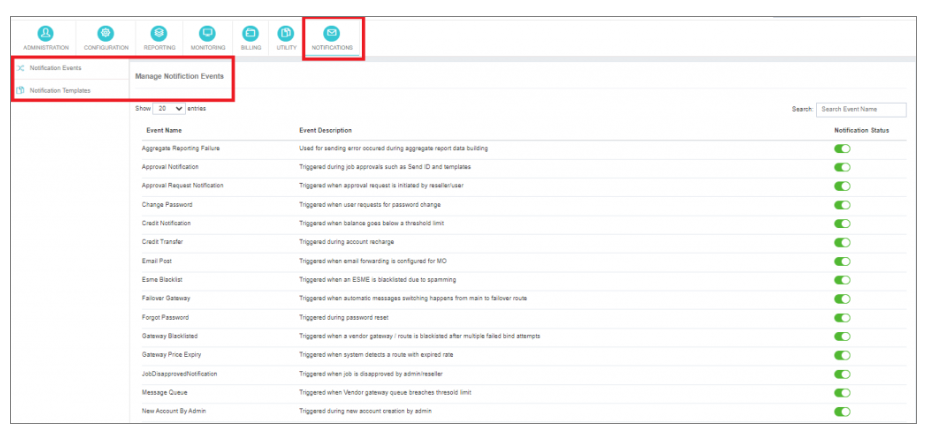 ADMINISTRATION CONFIGURATION REPORTING MONITORING BILLING UTILITY NOTIFICATIONS
Notification Events
Notification Templates
Manage Notifiction Events
Show 20 entries Search: Search Event Name
Event Name Event Description Notification Status
Aggregate Reporting Failure Used for sending error occured during aggregate report data building
Approval Notification Triggered during job approvals such as Send ID and templates
Approval Request Notification Triggered when approval request is initiated by reseller/user
Change Password Triggered when user requests for password change
Credit Notification Triggered when balance goes below a threshold limit
Credit Transfer Triggered during account recharge
Email Post Triggered when email forwarding is configured for MO
Esme Blacklist Triggered when an ESME is blacklisted due to spamming
Failover Gateway Triggered when automatic messages switching happens from main to failover route
Forgot Password Triggered during password reset
Gateway Blacklisted Triggered when a vendor gateway / route is blacklisted after multiple failed bind attempts
Gateway Price Expiry Triggered when system detects a route with expired rate
JobDisapprovedNotification Triggered when job is disapproved by admin/reseller
Message Queue Triggered when Vendor gateway queue breaches thresold limit
New Account By Admin Triggered during new account creation by admin